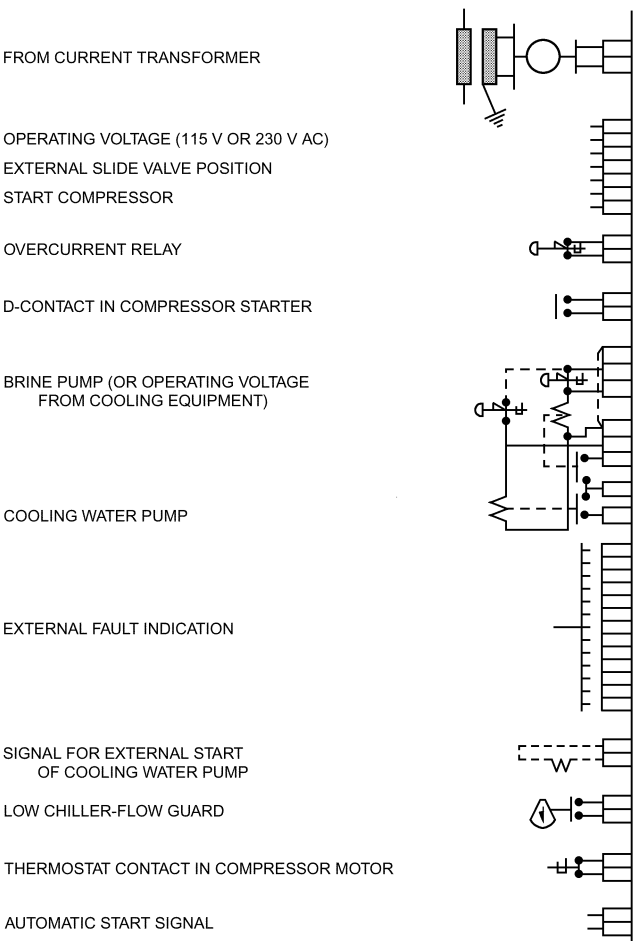 FROM CURRENT TRANSFORMER
OPERATING VOLTAGE (115 V OR 230 V AC)
EXTERNAL SLIDE VALVE POSITION
START COMPRESSOR
OVERCURRENT RELAY
D-CONTACT IN COMPRESSOR STARTER
BRINE PUMP (OR OPERATING VOLTAGE
FROM COOLING EQUIPMENT)
COOLING WATER PUMP
EXTERNAL FAULT INDICATION
SIGNAL FOR EXTERNAL START
OF COOLING WATER PUMP
LOW CHILLER-FLOW GUARD
THERMOSTAT CONTACT IN COMPRESSOR MOTOR
AUTOMATIC START SIGNAL